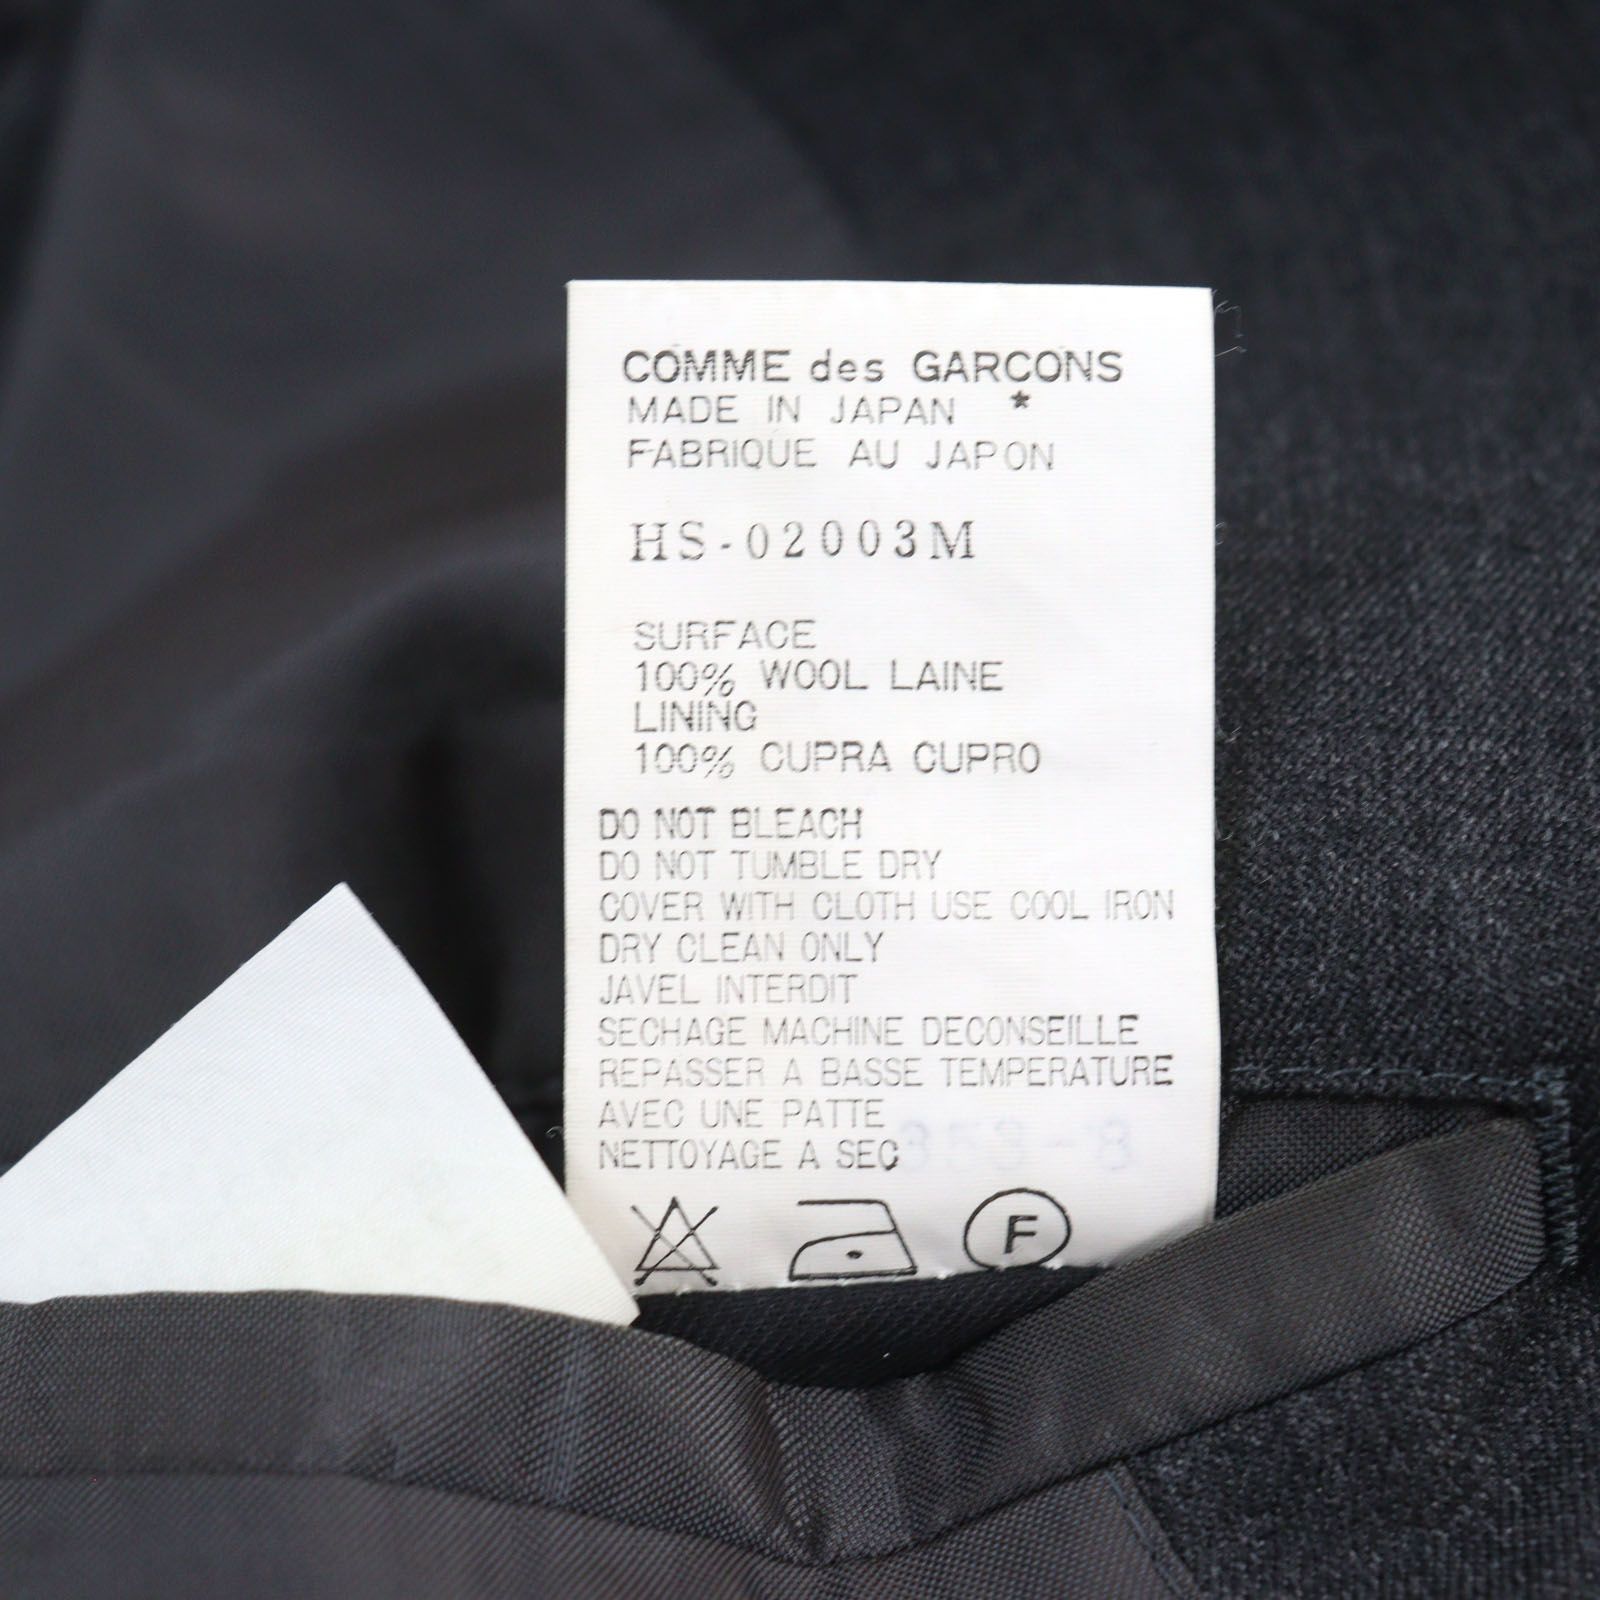 COMME des GARCONS
MADE IN JAPAN *
FABRIQUE AU JAPON
HS-02003M
SURFACE
100% WOOL LAINE
LINING
100% CUPRA CUPRO
DO NOT BLEACH
DO NOT TUMBLE DRY
COVER WITH CLOTH USE COOL IRON
DRY CLEAN ONLY
JAVEL INTERDIT
SECHAGE MACHINE DECONSEILLE
REPASSER A BASSE TEMPERATURE
AVEC UNE PATTE
NETTOYAGE A SEC
F